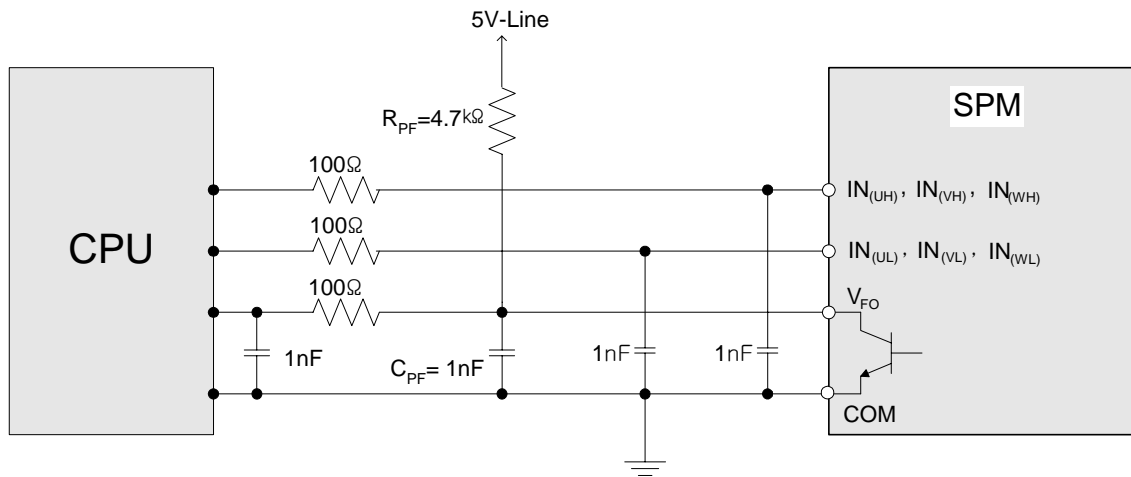 5V-Line
SPM
R_PF=4.7kΩ
100Ω
IN_(UH) , IN_(VH) , IN_(WH)
CPU
100Ω
IN_(UL) , IN_(VL) , IN_(WL)
100Ω
V_FO
1nF
C_PF= 1nF
1nF
1nF
COM